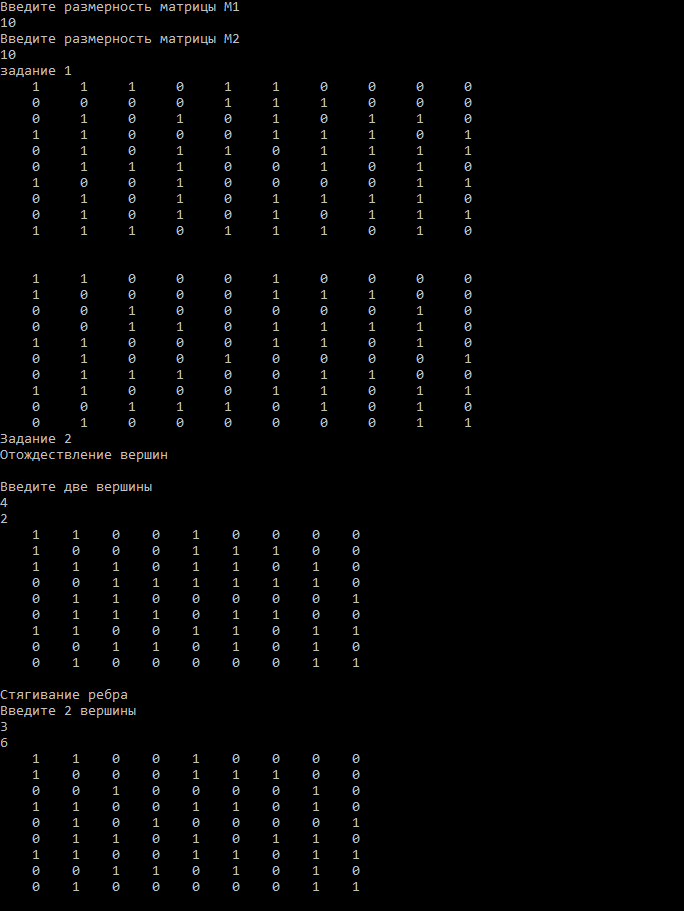 Введите размерность матрицы М1
10
Введите размерность матрицы М2
10
задание 1
1 1 1 0 1 1 0 0 0 0
0 0 0 0 1 1 1 0 0 0
0 1 0 1 0 1 0 1 1 0
1 1 0 0 0 1 1 1 0 1
0 1 0 1 1 0 1 1 1 1
0 1 1 1 0 0 1 0 1 0
1 0 0 1 0 0 0 0 1 1
0 1 0 1 0 1 1 1 1 0
0 1 0 1 0 1 0 1 1 1
1 1 1 0 1 1 1 0 1 0
1 1 0 0 0 1 0 0 0 0
1 0 0 0 0 1 1 1 0 0
0 0 1 0 0 0 0 0 1 0
0 0 1 1 0 1 1 1 1 0
1 1 0 0 0 1 1 0 1 0
0 1 0 0 1 0 0 0 0 1
0 1 1 1 0 0 1 1 0 0
1 1 0 0 0 1 1 0 1 1
0 0 1 1 1 0 1 0 1 0
0 1 0 0 0 0 0 0 1 1
Задание 2
Отождествление вершин
Введите две вершины
4
2
1 1 0 0 1 0 0 0 0
1 0 0 0 1 1 1 0 0
1 1 1 0 1 1 0 1 0
0 0 1 1 1 1 1 1 0
0 1 1 0 0 0 0 0 1
0 1 1 1 0 1 1 0 0
1 1 0 0 1 1 0 1 1
0 0 1 1 0 1 0 1 0
0 1 0 0 0 0 0 1 1
Стягивание ребра
Введите 2 вершины
3
6
1 1 0 0 1 0 0 0 0
1 0 0 0 1 1 1 0 0
0 0 1 0 0 0 0 1 0
1 1 0 0 1 1 0 1 0
0 1 0 1 0 0 0 0 1
0 1 1 0 1 0 1 1 0
1 1 0 0 1 1 0 1 1
0 0 1 1 0 1 0 1 0
0 1 0 0 0 0 0 1 1